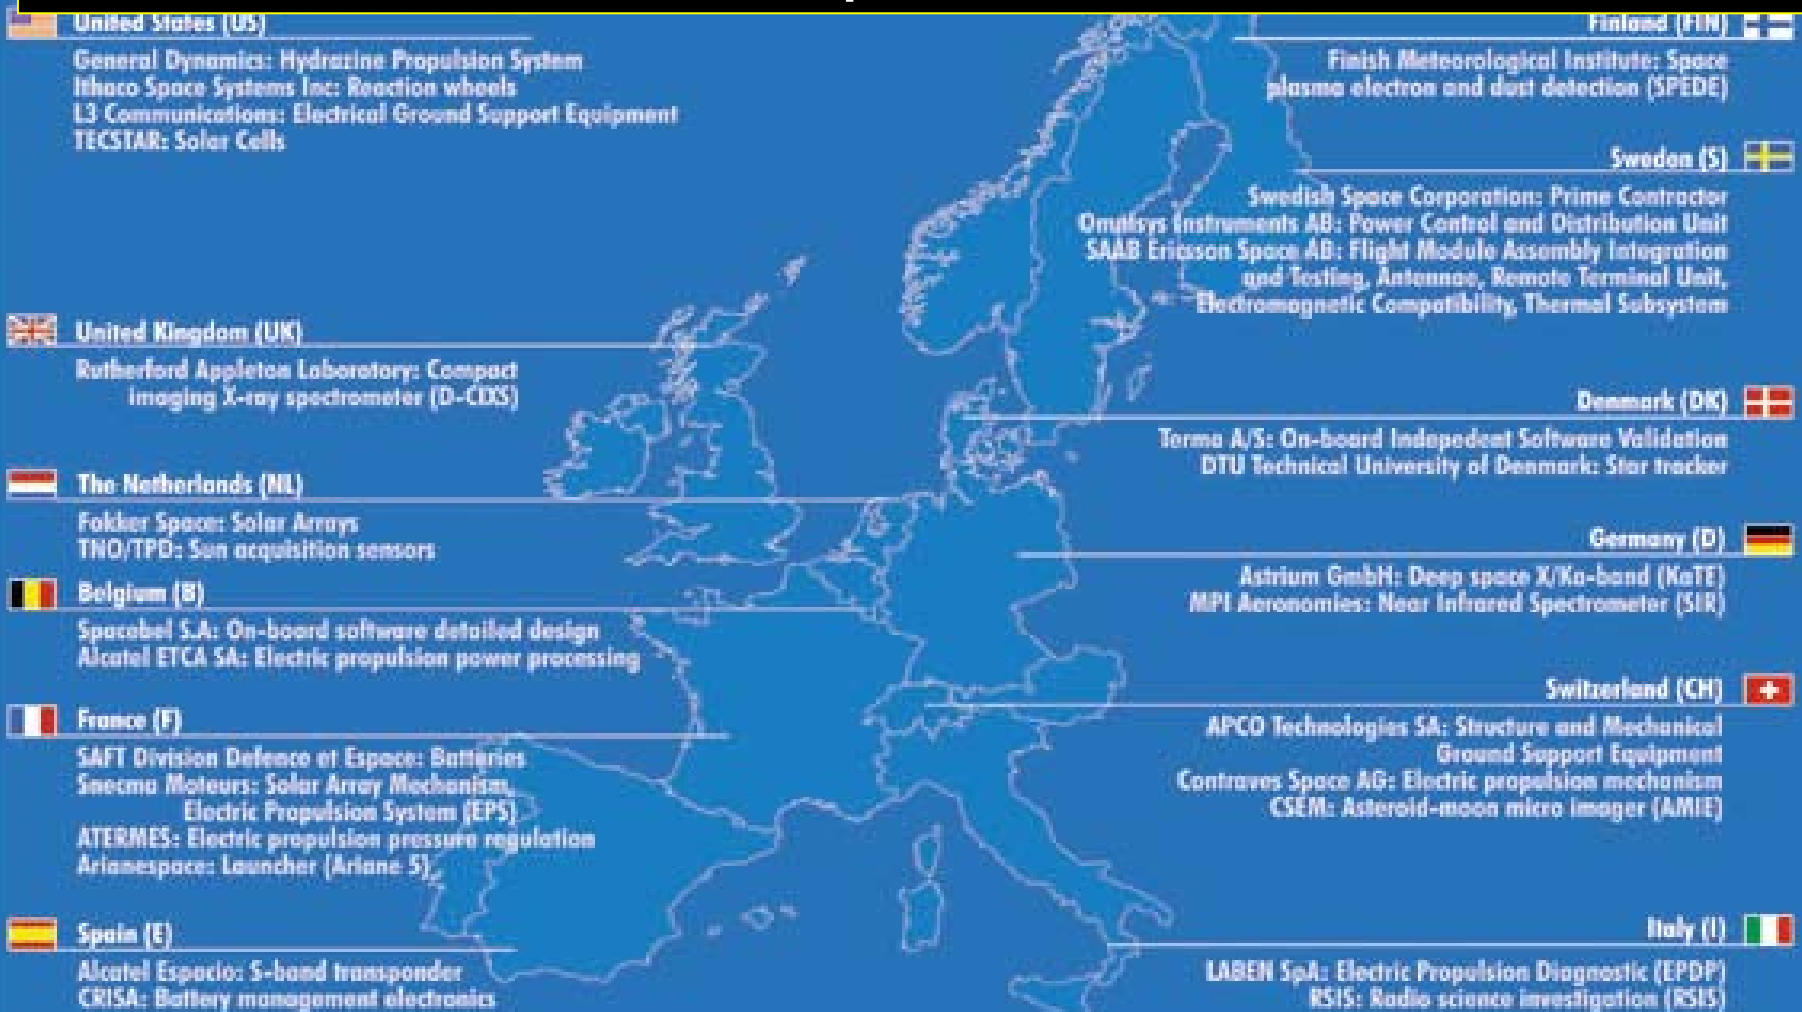 United States (US)
General Dynamics: Hydrazine Propulsion System
Ithaco Space Systems Inc: Reaction wheels
L3 Communications: Electrical Ground Support Equipment
TECSTAR: Solar Cells
United Kingdom (UK)
Rutherford Appleton Laboratory: Compact
imaging X-ray spectrometer (D-CIXS)
The Netherlands (NL)
Fokker Space: Solar Arrays
TNO/TPD: Sun acquisition sensors
Belgium (B)
Spacebel S.A: On-board software detailed design
Alcatel ETCA SA: Electric propulsion power processing
France (F)
SAFT Division Defence et Espace: Batteries
Snecma Moteurs: Solar Array Mechanism,
Electric Propulsion System (EPS)
ATERMES: Electric propulsion pressure regulation
Arianespace: Launcher (Ariane 5)
Spain (E)
Alcatel Espacio: S-band transponder
CRISA: Battery management electronics
Finland (FIN)
Finish Meteorological Institute: Space
plasma electron and dust detection (SPEDE)
Sweden (S)
Swedish Space Corporation: Prime Contractor
Omnisys Instruments AB: Power Control and Distribution Unit
SAAB Ericsson Space AB: Flight Module Assembly Integration
and Testing, Antennae, Remote Terminal Unit,
Electromagnetic Compatibility, Thermal Subsystem
Denmark (DK)
Terma A/S: On-board Indepedent Software Validation
DTU Technical University of Denmark: Star tracker
Germany (D)
Astrium GmbH: Deep space X/Ka-band (KaTE)
MPI Aeronomies: Near Infrared Spectrometer (SIR)
Switzerland (CH)
APCO Technologies SA: Structure and Mechanical
Ground Support Equipment
Contraves Space AG: Electric propulsion mechanism
CSEM: Asteroid-moon micro imager (AMIE)
Italy (I)
LABEN SpA: Electric Propulsion Diagnostic (EPDP)
RSIS: Radio science investigation (RSIS)